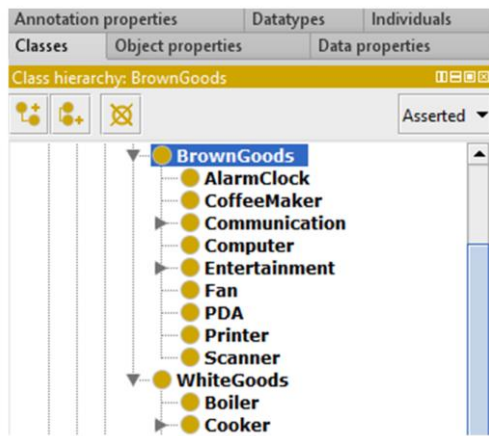 Annotation properties Datatypes Individuals
Classes Object properties Data properties
Class hierarchy: BrownGoods
Asserted
BrownGoods
AlarmClock
CoffeeMaker
Communication
Computer
Entertainment
Fan
PDA
Printer
Scanner
WhiteGoods
Boiler
Cooker